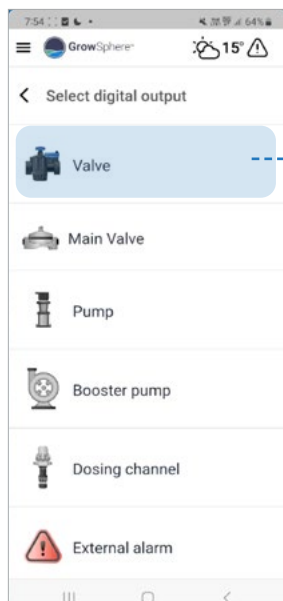 7:54
64%
GrowSphere
15°
Select digital output
Valve
Main Valve
Pump
Booster pump
Dosing channel
External alarm